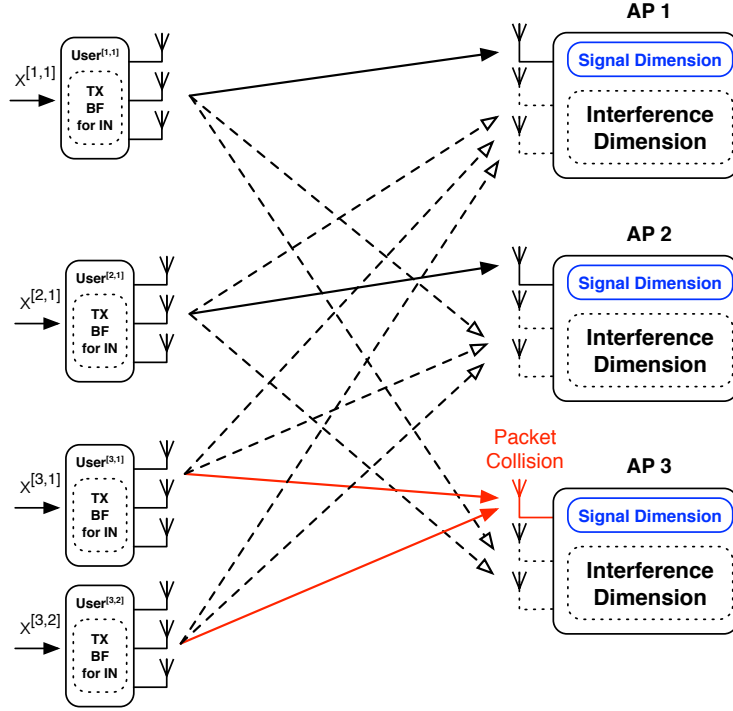 AP 1
User[1,1]
X[1,1]
TX
BF
for IN
Signal Dimension
Interference
Dimension
AP 2
User[2,1]
X[2,1]
TX
BF
for IN
Signal Dimension
Interference
Dimension
Packet
Collision
AP 3
User[3,1]
X[3,1]
TX
BF
for IN
Signal Dimension
Interference
Dimension
User[3,2]
X[3,2]
TX
BF
for IN